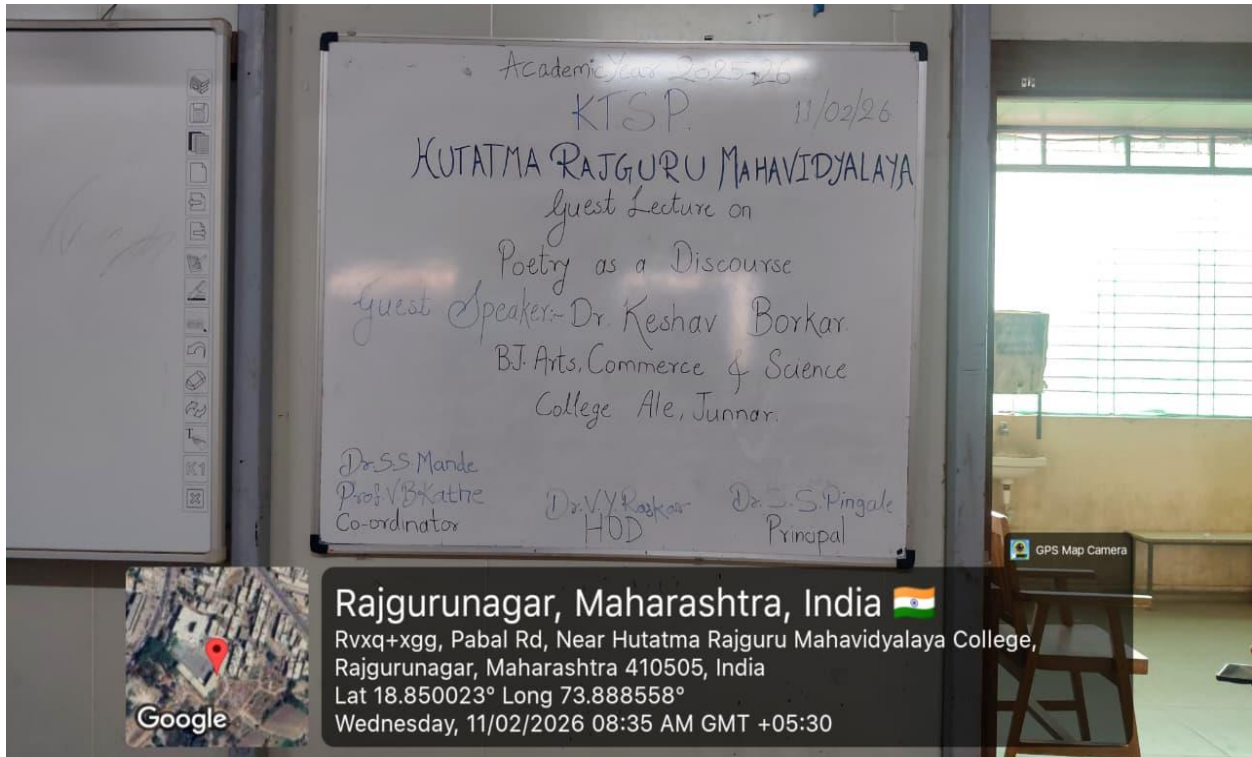 Academic Year 2025-26
KTSP.
11/02/26
HUTATMA RAJGURU MAHAVIDYALAYA
Guest Lecture on
Poetry as a Discourse
Guest Speaker:- Dr. Keshav Borkar.
BJ. Arts, Commerce & Science
College Ale, Junnar.
Dr. S.S Mande
Prof. V.B. Kathe
Co-ordinator
Dr. V.Y. Raskar
HOD
Dr. S. S. Pingale
Principal
T
K1
GPS Map Camera
Google
Rajgurunagar, Maharashtra, India
Rvxq+xgg, Pabal Rd, Near Hutatma Rajguru Mahavidyalaya College,
Rajgurunagar, Maharashtra 410505, India
Lat 18.850023° Long 73.888558°
Wednesday, 11/02/2026 08:35 AM GMT +05:30